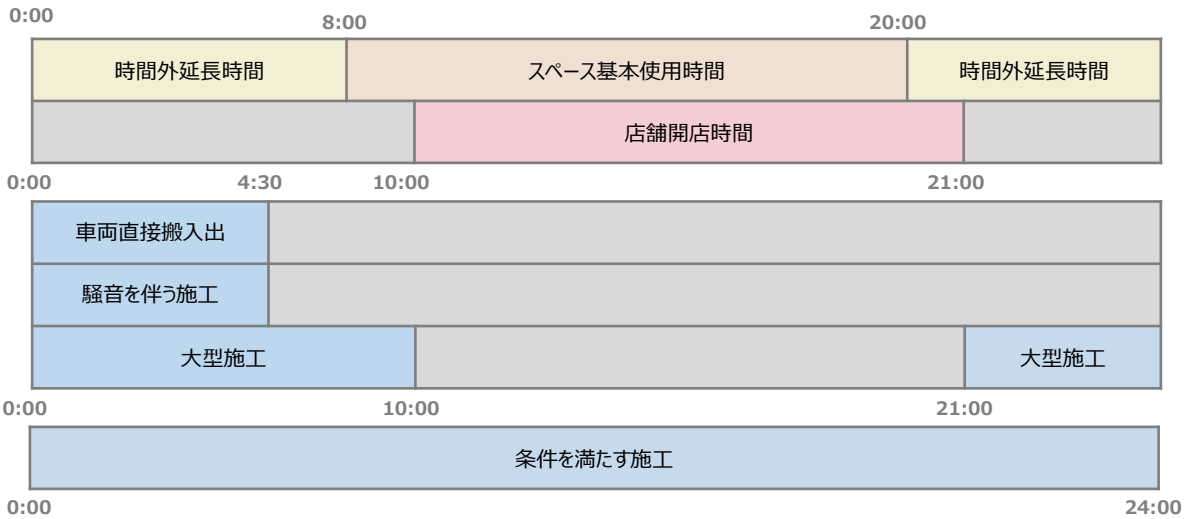 0:00 8:00 20:00
時間外延長時間 スペース基本使用時間 時間外延長時間
店舗開店時間
0:00 4:30 10:00 21:00
車両直接搬入出
騒音を伴う施工
大型施工 大型施工
0:00 10:00 21:00
条件を満たす施工
0:00 24:00